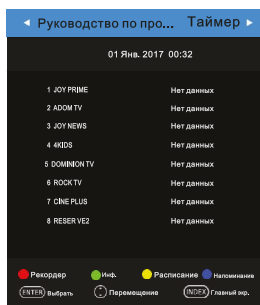 Руководство по про... Таймер
01 Янв. 2017 00:32
1 JOY PRIME Нет данных
2 ADOM TV Нет данных
3 JOY NEWS Нет данных
4 4KIDS Нет данных
5 DOMINION TV Нет данных
6 ROCK TV Нет данных
7 CINE PLUS Нет данных
8 RESER VE2 Нет данных
Рекордер Инф. Расписание Напоминание
ENTER Выбрать Перемещение INDEX Главный экр.